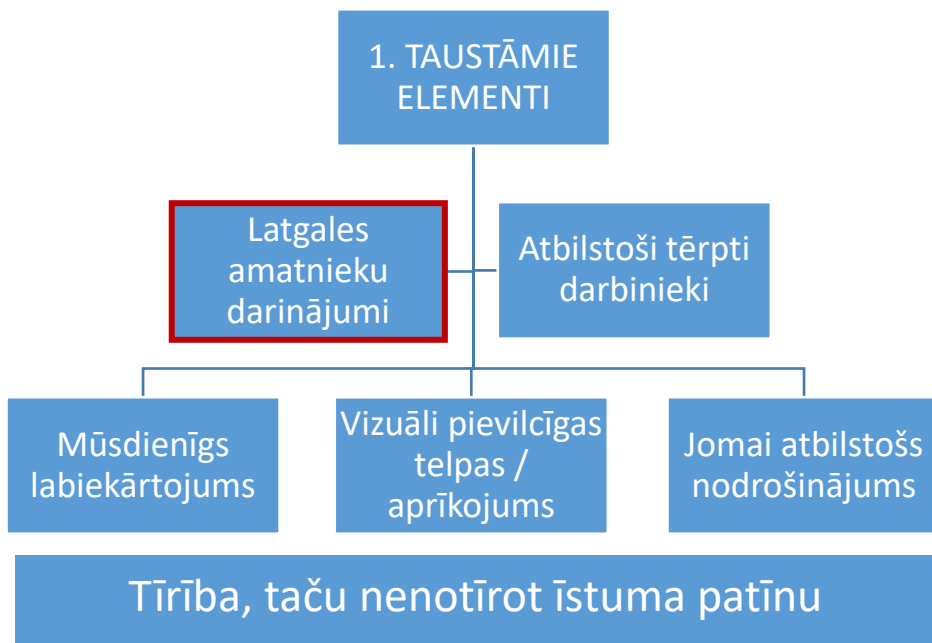 1. TAUSTĀMIE
ELEMENTI
Latgales
amatnieku
darinājumi
Atbilstoši tērpti
darbinieki
Mūsdienīgs
labiekārtojums
Vizuāli pievilcīgas
telpas /
aprīkojums
Jomai atbilstošs
nodrošinājums
Tīrība, taču nenotīrot īstuma patīnu